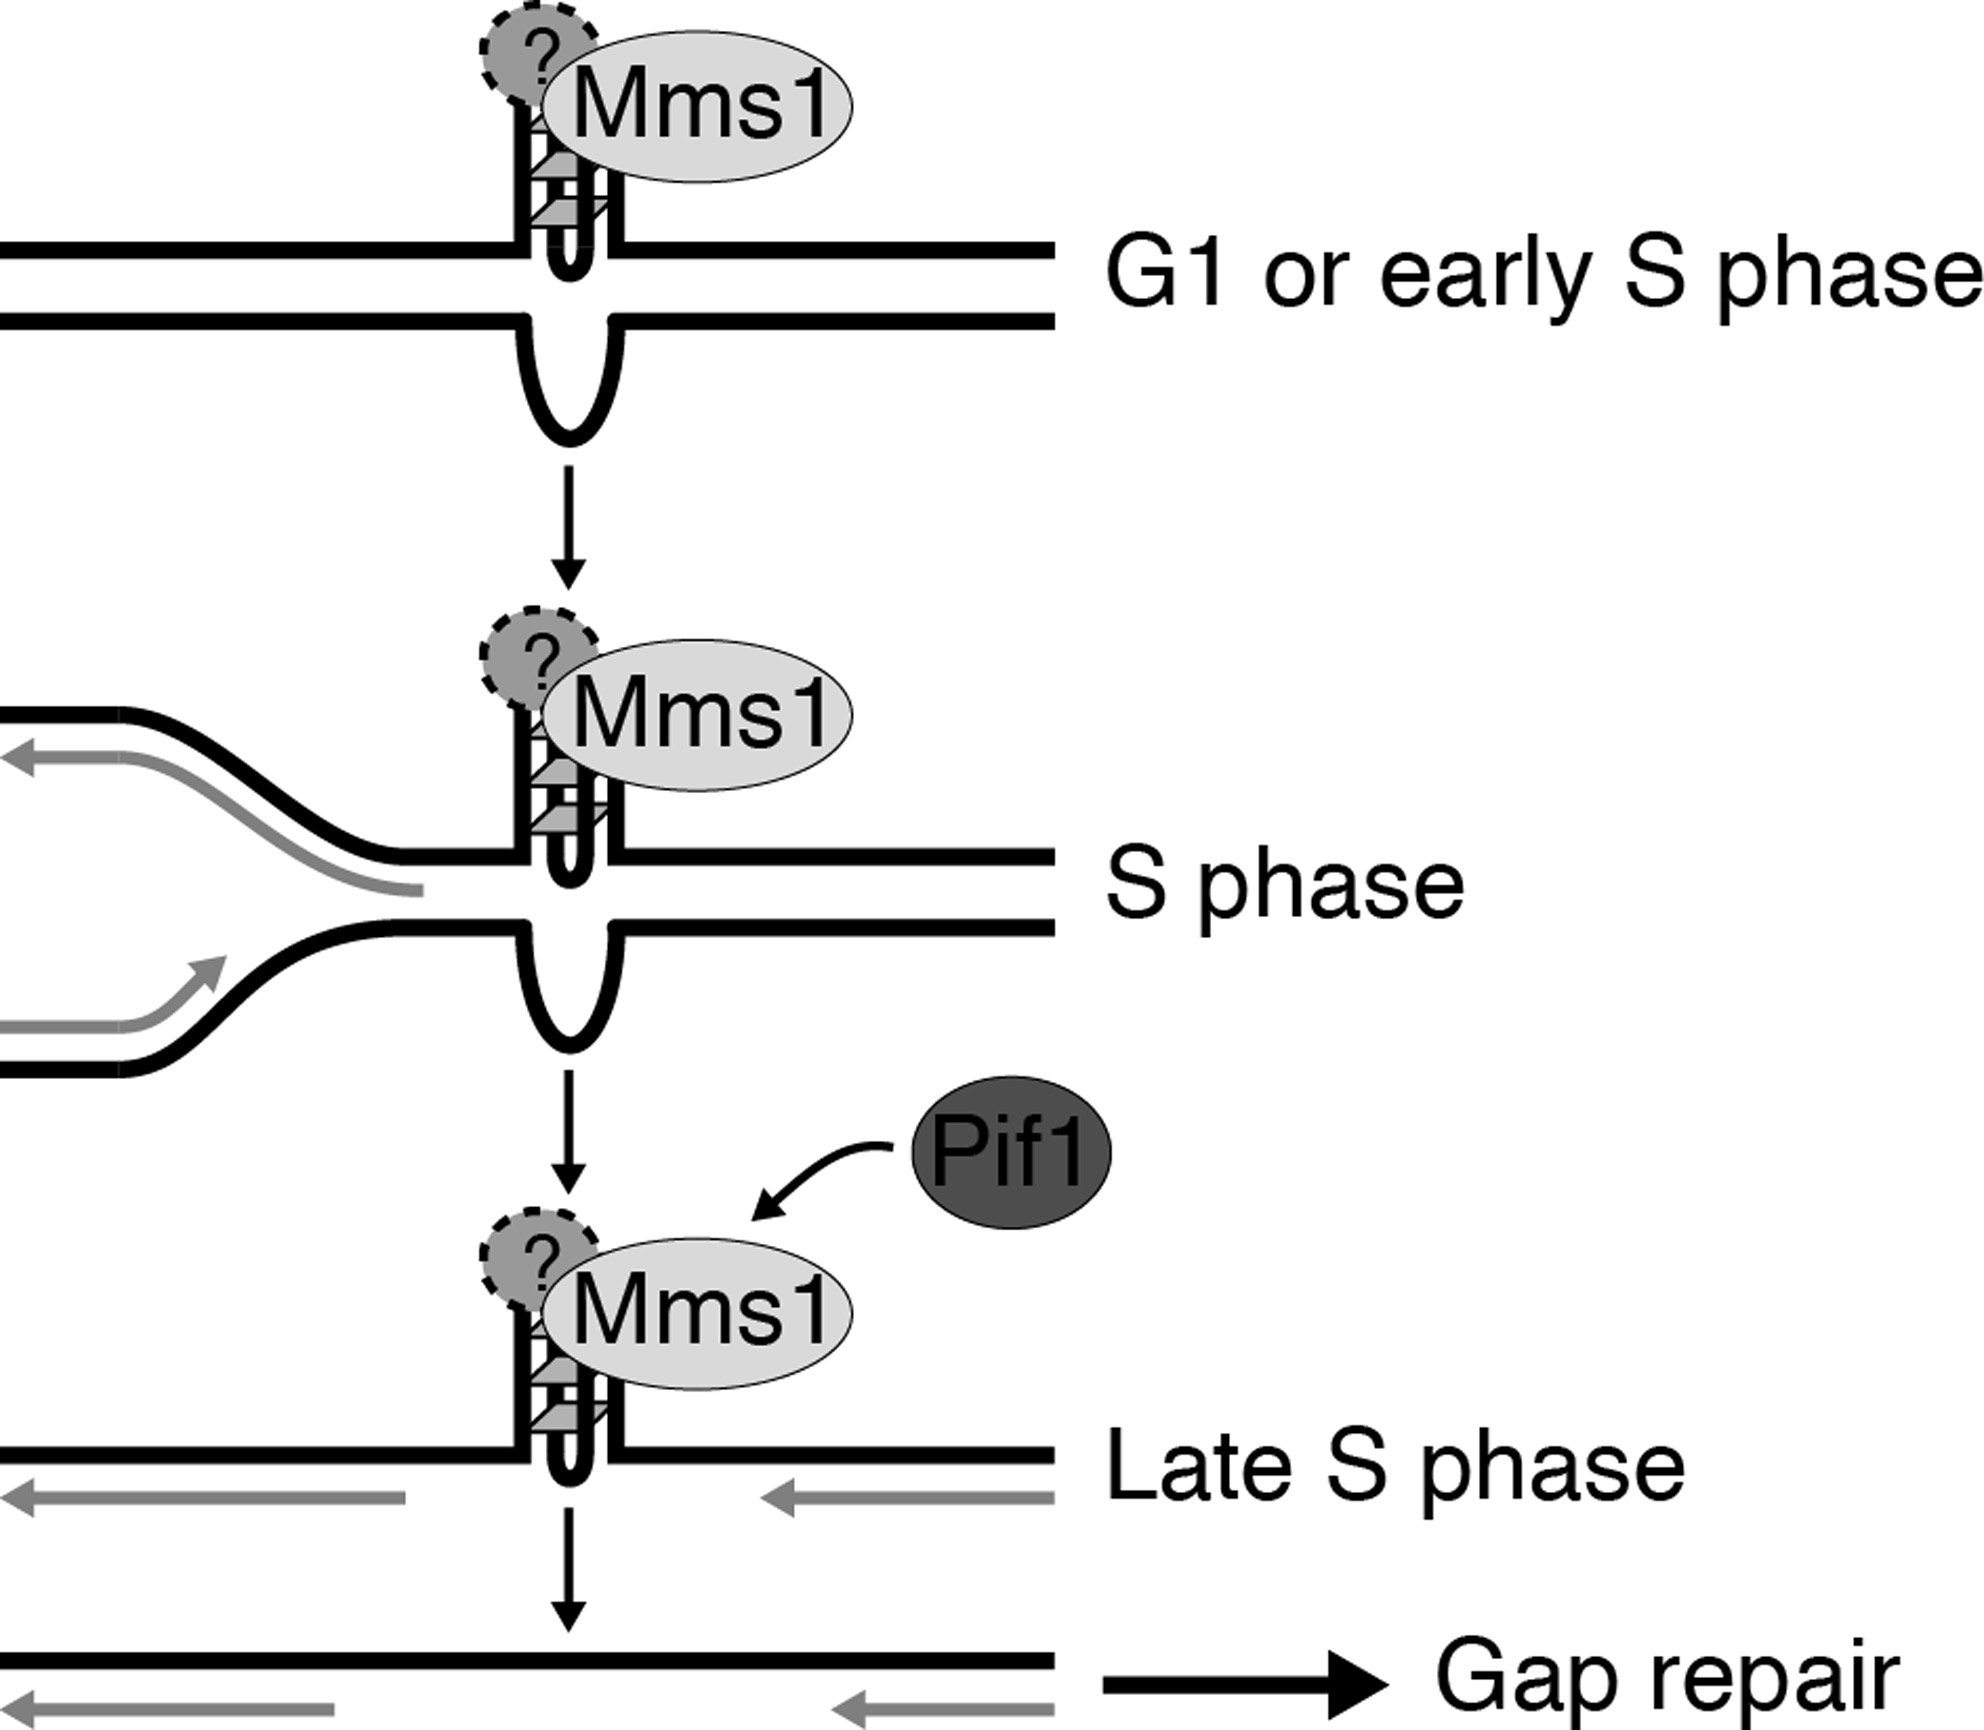 ?
Mms1
G1 or early S phase
?
Mms1
S phase
Pif1
?
Mms1
Late S phase
Gap repair